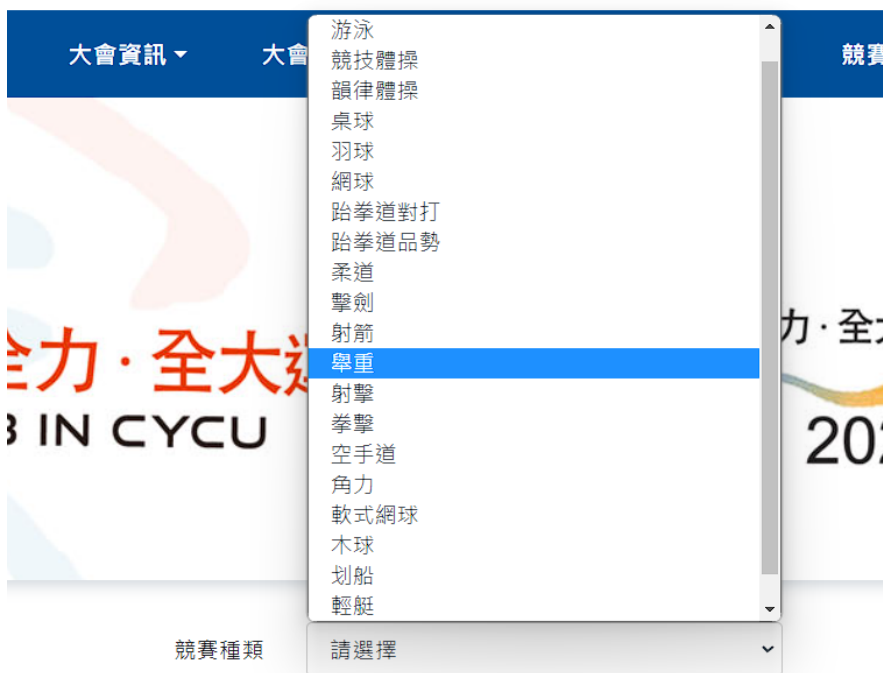 大會資訊
大會
競賽
游泳
競技體操
韻律體操
桌球
羽球
網球
跆拳道對打
跆拳道品勢
柔道
擊劍
射箭
舉重
射擊
拳擊
空手道
角力
軟式網球
木球
划船
輕艇
全力·全大運
3 IN CYCU
力·全大
202
競賽種類
請選擇